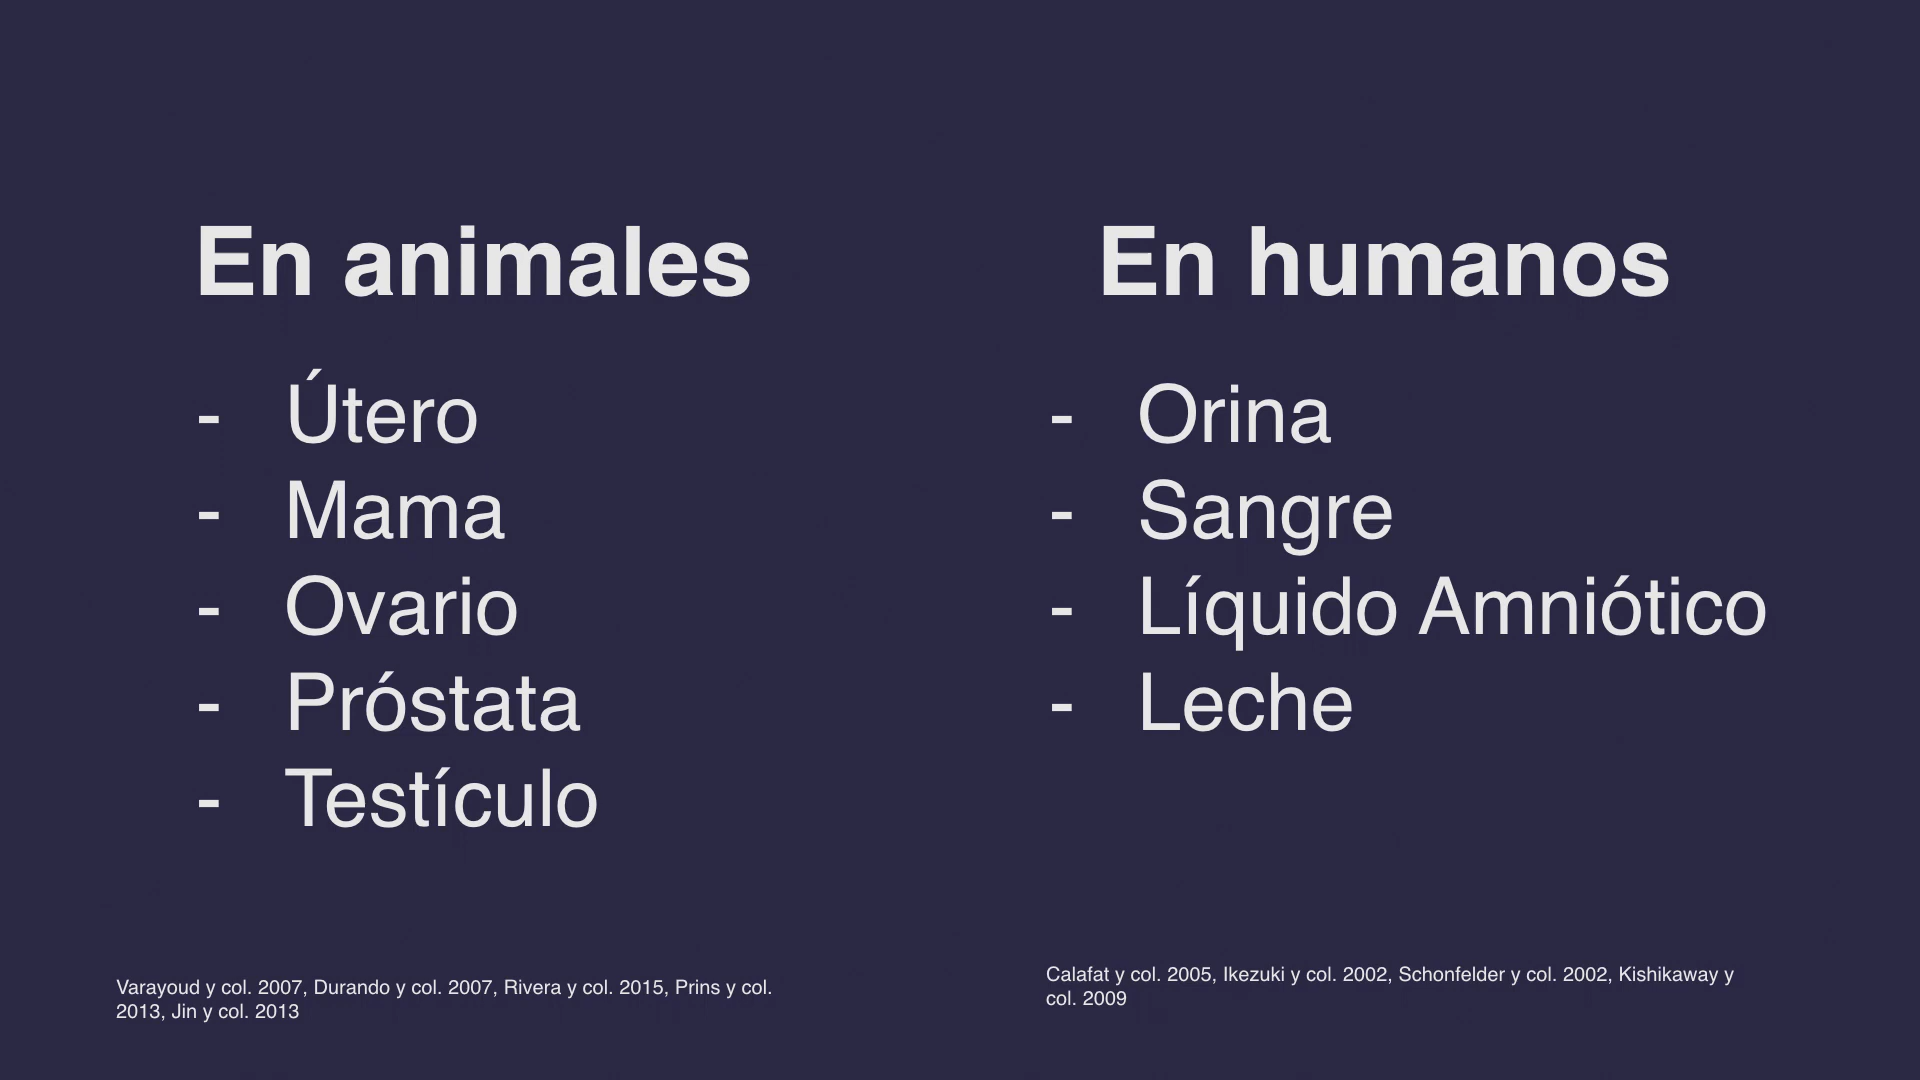 En animales
- Útero
- Mama
- Ovario
- Próstata
- Testículo
Varayoud y col. 2007, Durando y col. 2007, Rivera y col. 2015, Prins y col.
2013, Jin y col. 2013
En humanos
- Orina
- Sangre
- Líquido Amniótico
- Leche
Calafat y col. 2005, Ikezuki y col. 2002, Schonfelder y col. 2002, Kishikaway y
col. 2009